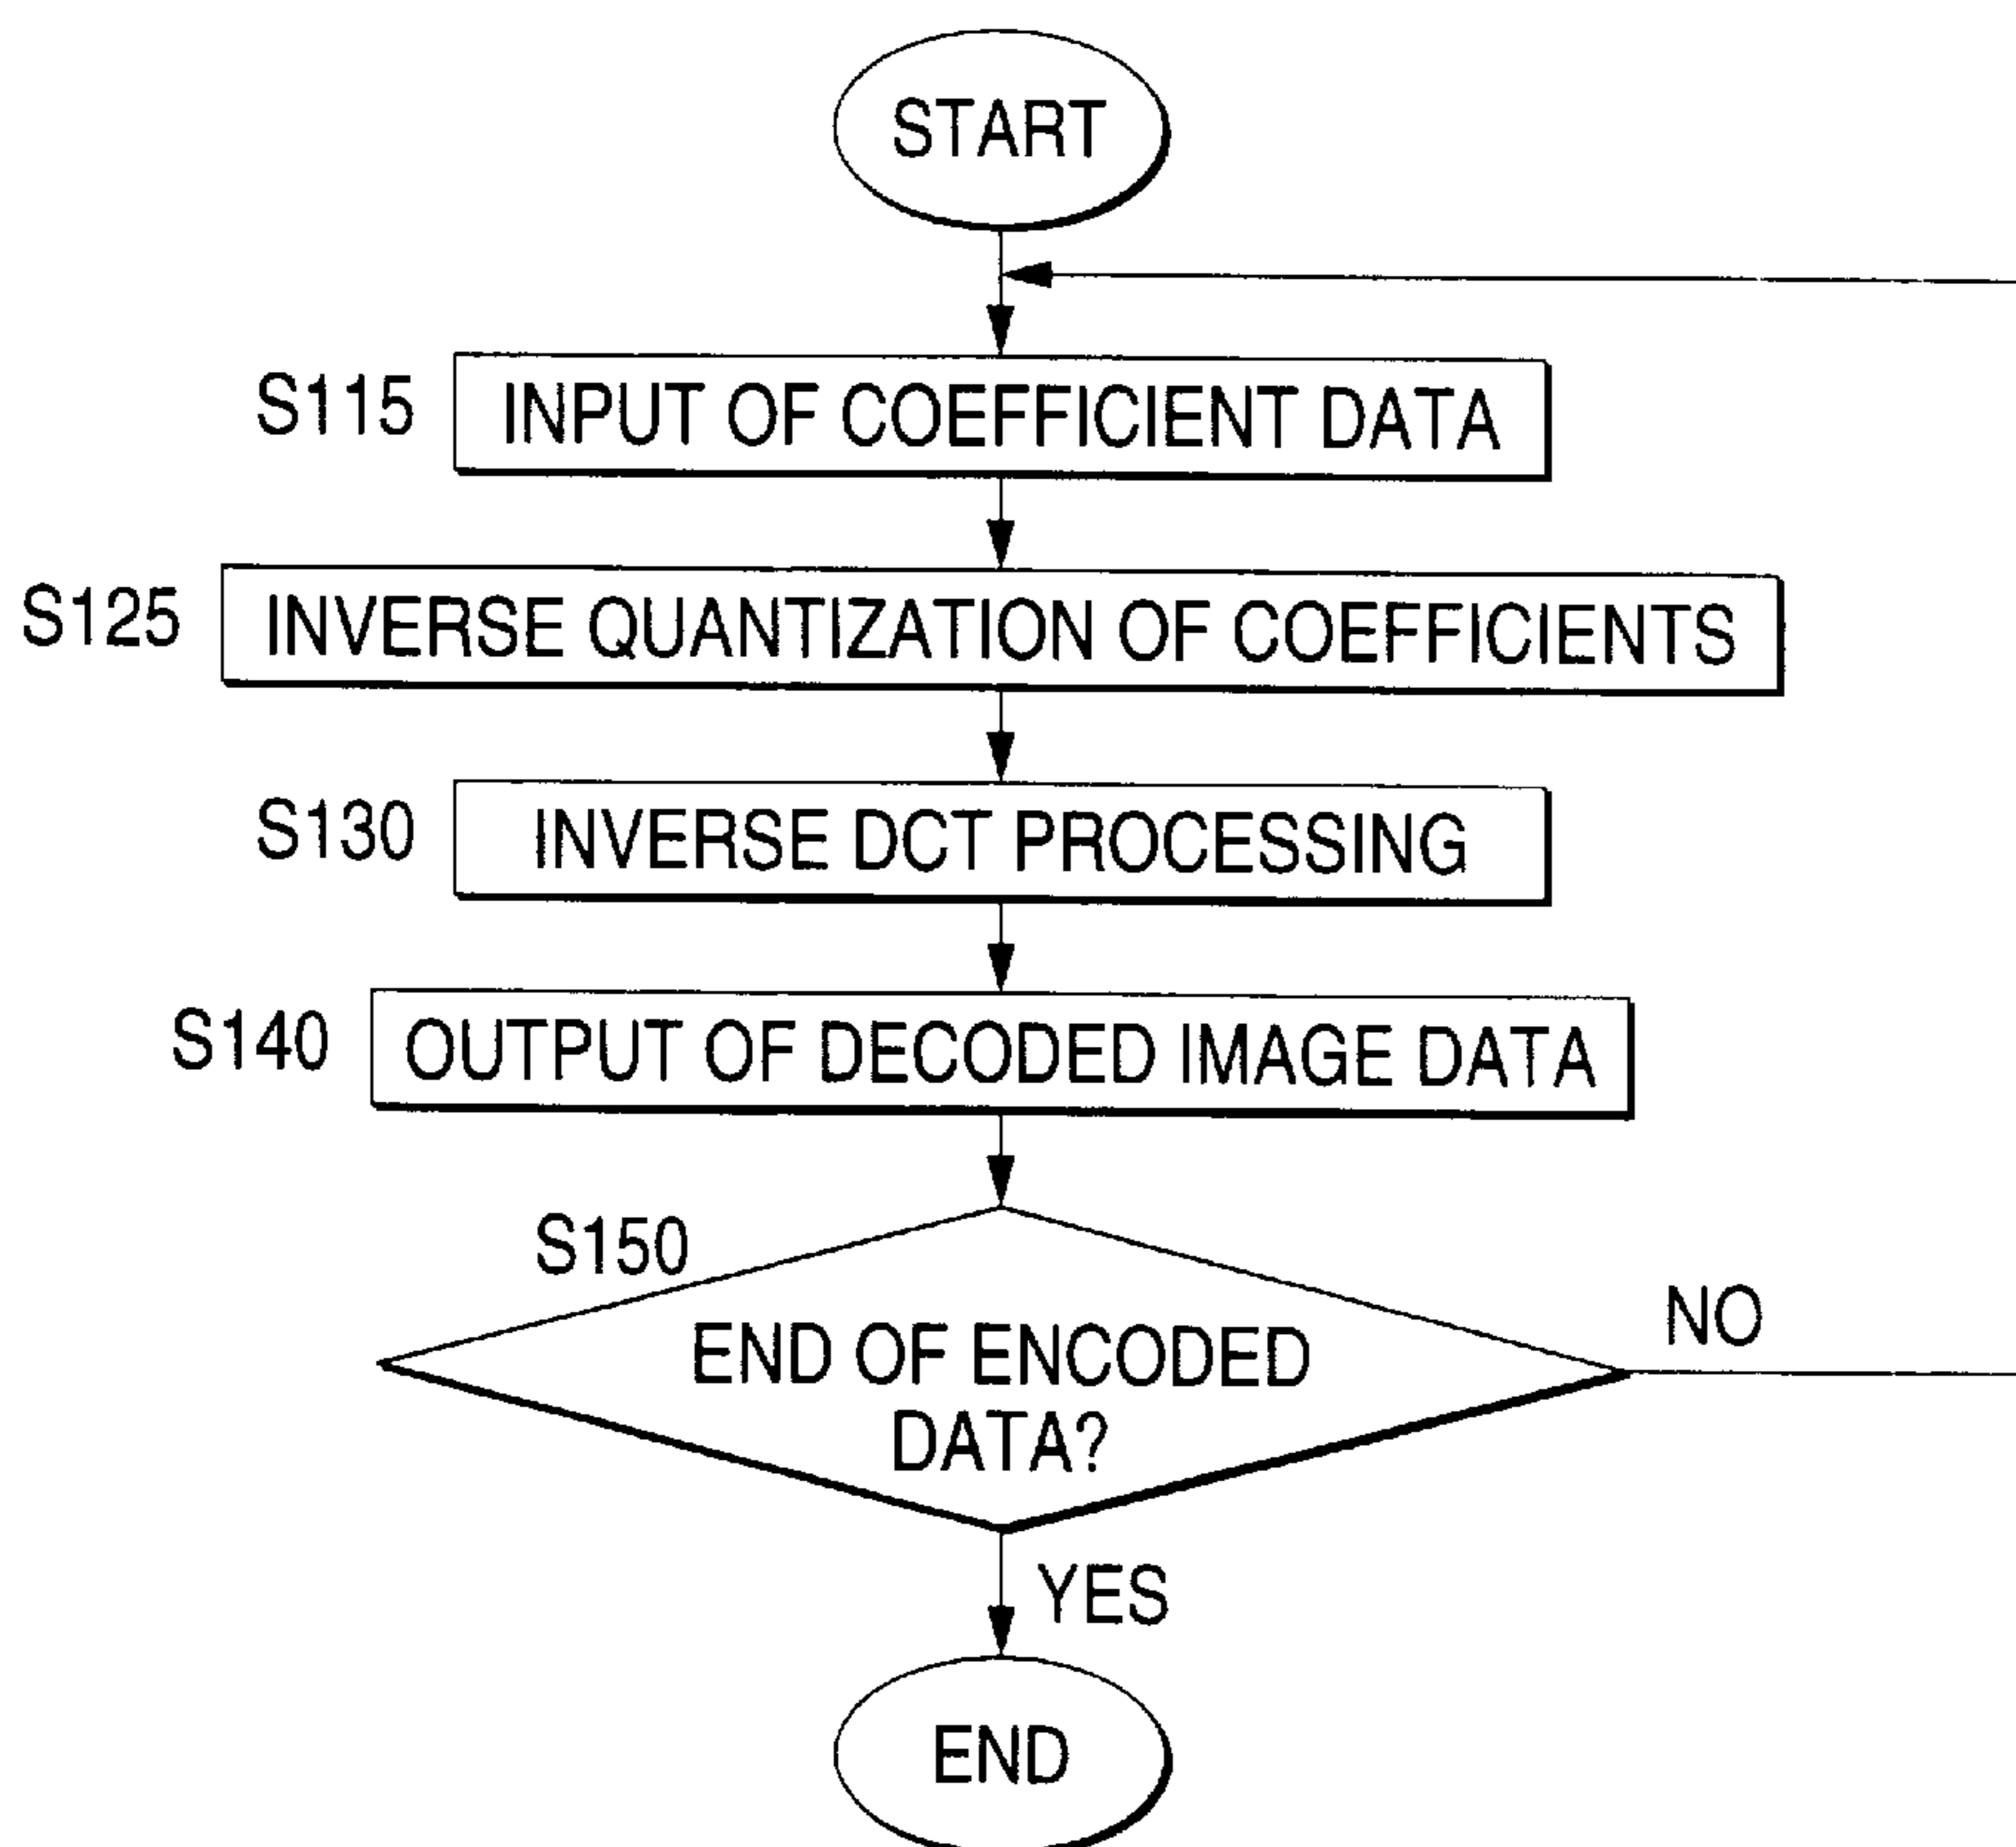 START
S115 INPUT OF COEFFICIENT DATA
S125 INVERSE QUANTIZATION OF COEFFICIENTS
S130 INVERSE DCT PROCESSING
S140 OUTPUT OF DECODED IMAGE DATA
S150
END OF ENCODED
DATA?
NO
YES
END